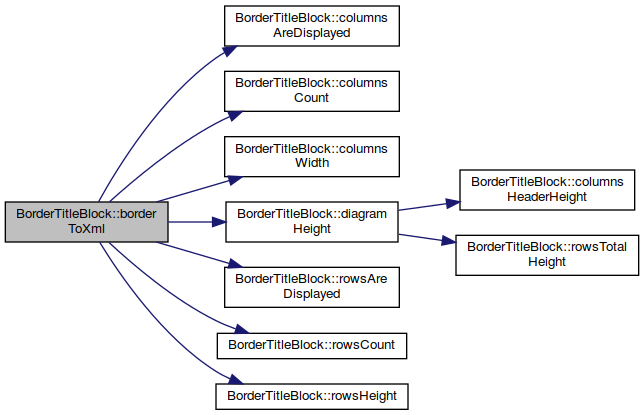 BorderTitleBlock::columns
AreDisplayed
BorderTitleBlock::columns
Count
BorderTitleBlock::columns
Width
BorderTitleBlock::border
ToXml
BorderTitleBlock::diagram
Height
BorderTitleBlock::columns
HeaderHeight
BorderTitleBlock::rowsTotal
Height
BorderTitleBlock::rowsAre
Displayed
BorderTitleBlock::rowsCount
BorderTitleBlock::rowsHeight